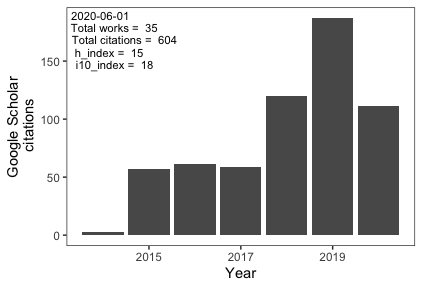 2020-06-01
Total works = 35
Total citations = 604
h_index = 15
i10_index = 18
150
100
50
0
Google Scholar
citations
2015
2017
2019
Year